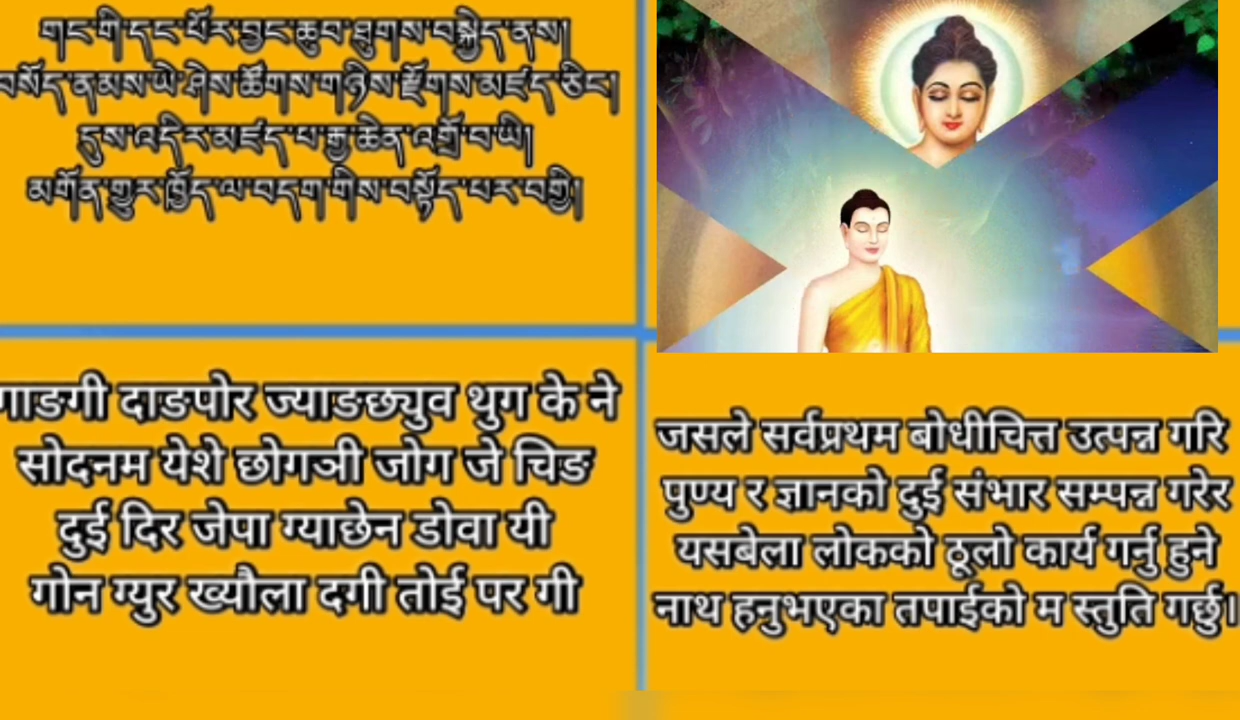 གང་གི་དང་པོར་བྱང་ཆུབ་ཐུགས་བསྐྱེད་ནས།
བསོད་ནམས་ཡེ་ཤེས་ཚོགས་གཉིས་རྫོགས་མཛད་ཅིང།
དུས་འདིར་མཛད་པ་རྒྱ་ཆེན་འགྲོ་བ་ཡི།
མགོན་གྱུར་ཁྱོད་ལ་བདག་གིས་བསྟོད་པར་བགྱི།
गाङगी दाङपोर ज्याङछ्युव थुग के ने
सोदनम येशे छोगञी जोग जे चिङ
दुई दिर जेपा ग्याछेन डोवा यी
गोन ग्युर ख्यौला दगी तोई पर गी
जसले सर्वप्रथम बोधीचित्त उत्पन्न गरि
पुण्य र ज्ञानको दुई संभार सम्पन्न गरेर
यसबेला लोकको ठूलो कार्य गर्नु हुने
नाथ हनुभएका तपाईको म स्तुति गर्छु।